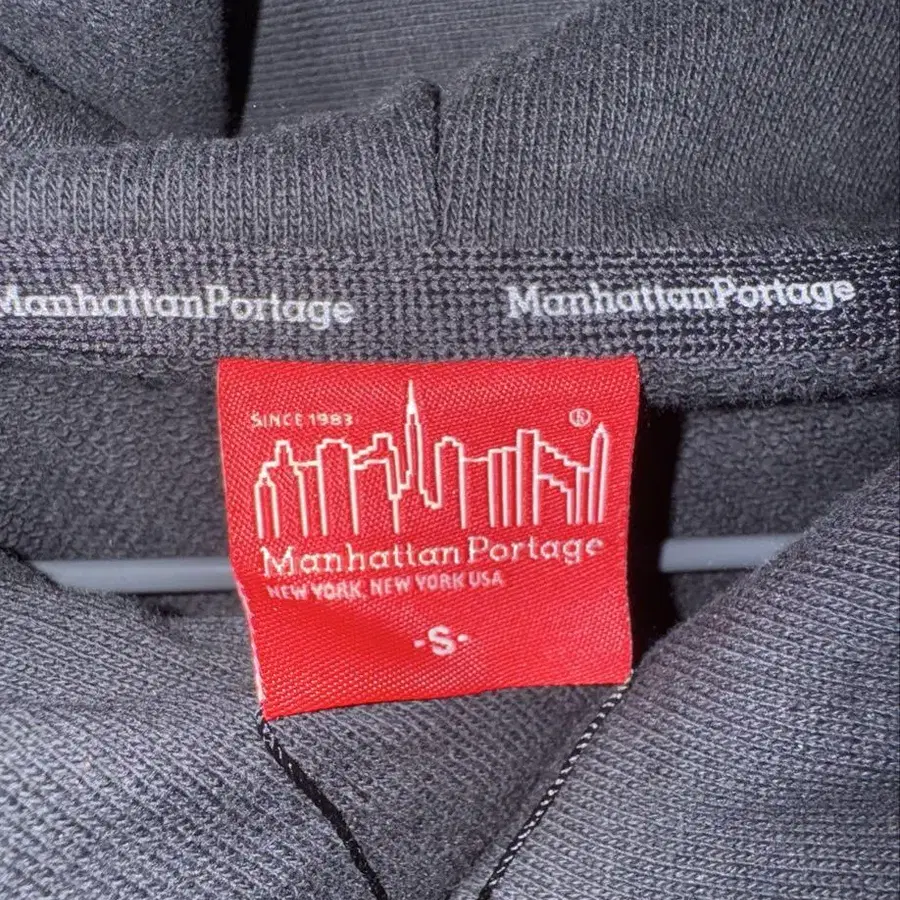 ManhattanPortage ManhattanPortage
SINCE 1983 ®
Manhattan Portage
NEW YORK, NEW YORK USA
-S-